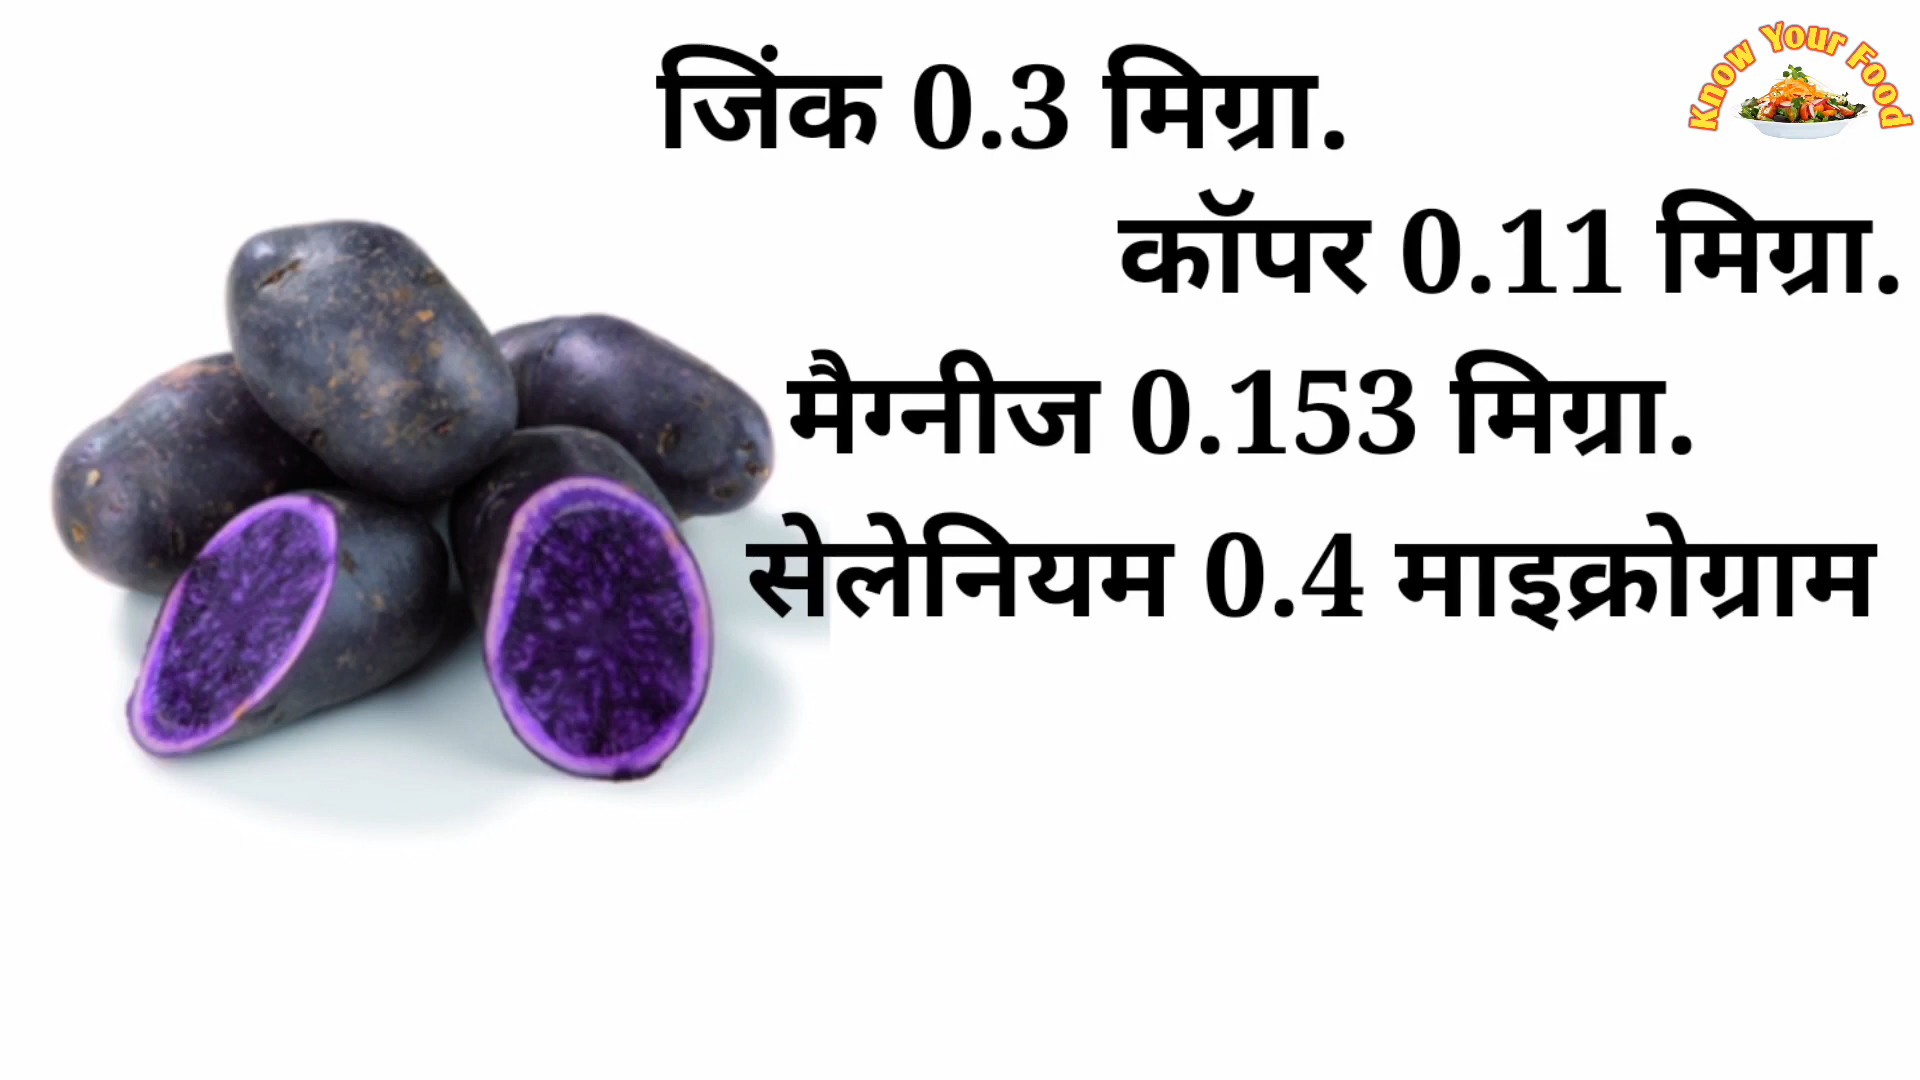 Know Your Food
जिंक 0.3 मिग्रा.
कॉपर 0.11 मिग्रा.
मैग्नीज 0.153 मिग्रा.
सेलेनियम 0.4 माइक्रोग्राम